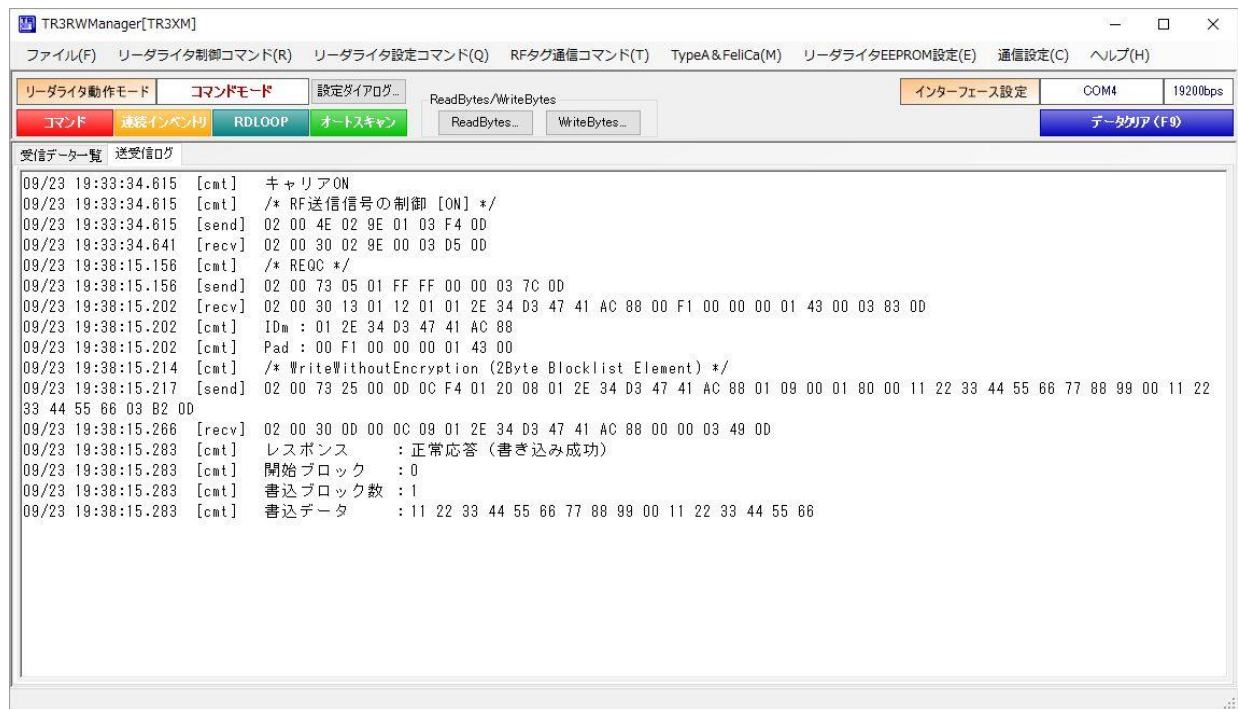 TR3RWManager[TR3XM]
ファイル(F) リーダライタ制御コマンド(R) リーダライタ設定コマンド(Q) RFタグ通信コマンド(T) TypeA&FeliCa(M) リーダライタEEPROM設定(E) 通信設定(C) ヘルプ(H)
リーダライタ動作モード コマンドモード 設定ダイアログ... ReadBytes/WriteBytes インターフェース設定 COM4 19200bps
コマンド 連続インベントリ RDLOOP オートスキャン ReadBytes... WriteBytes... データクリア(F9)
受信データ一覧 送受信ログ
09/23 19:33:34.615 [cmt] キャリアON
09/23 19:33:34.615 [cmt] /* RF送信信号の制御 [ON] */
09/23 19:33:34.615 [send] 02 00 4E 02 9E 01 03 F4 0D
09/23 19:33:34.641 [recv] 02 00 30 02 9E 00 03 D5 0D
09/23 19:38:15.156 [cmt] /* REQC */
09/23 19:38:15.156 [send] 02 00 73 05 01 FF FF 00 00 03 7C 0D
09/23 19:38:15.202 [recv] 02 00 30 13 01 12 01 01 2E 34 D3 47 41 AC 88 00 F1 00 00 00 01 43 00 03 83 0D
09/23 19:38:15.202 [cmt] IDm : 01 2E 34 D3 47 41 AC 88
09/23 19:38:15.202 [cmt] Pad : 00 F1 00 00 00 01 43 00
09/23 19:38:15.214 [cmt] /* WriteWithoutEncryption (2Byte Blocklist Element) */
09/23 19:38:15.217 [send] 02 00 73 25 00 0D 0C F4 01 20 08 01 2E 34 D3 47 41 AC 88 01 09 00 01 80 00 11 22 33 44 55 66 77 88 99 00 11 22
33 44 55 66 03 B2 0D
09/23 19:38:15.266 [recv] 02 00 30 0D 00 0C 09 01 2E 34 D3 47 41 AC 88 00 00 03 49 0D
09/23 19:38:15.283 [cmt] レスポンス :正常応答(書き込み成功)
09/23 19:38:15.283 [cmt] 開始ブロック :0
09/23 19:38:15.283 [cmt] 書込ブロック数 :1
09/23 19:38:15.283 [cmt] 書込データ :11 22 33 44 55 66 77 88 99 00 11 22 33 44 55 66